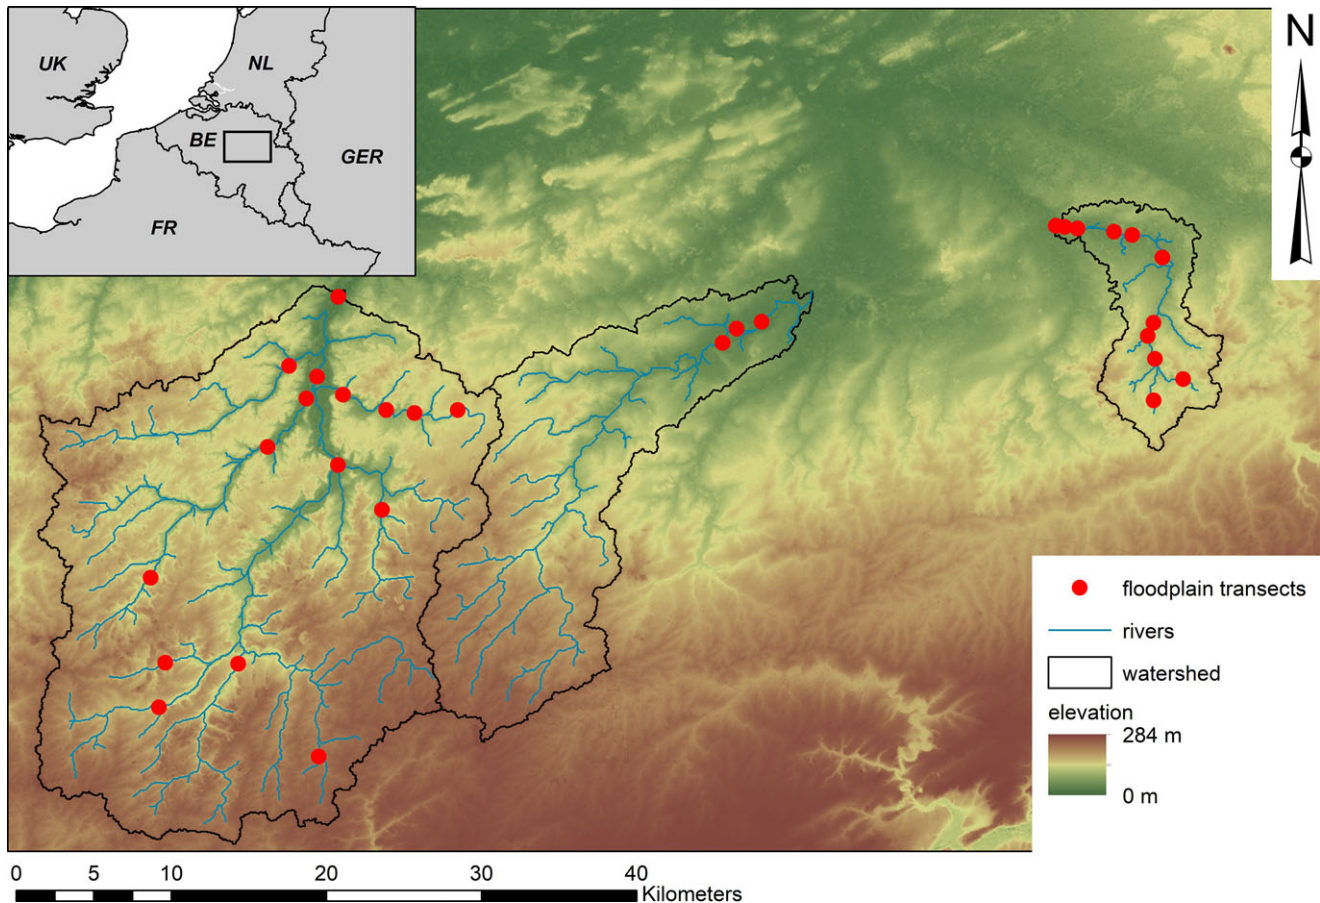 UK
NL
BE
GER
FR
N
floodplain transects
rivers
watershed
elevation
284 m
0 m
0 5 10 20 30 40
Kilometers